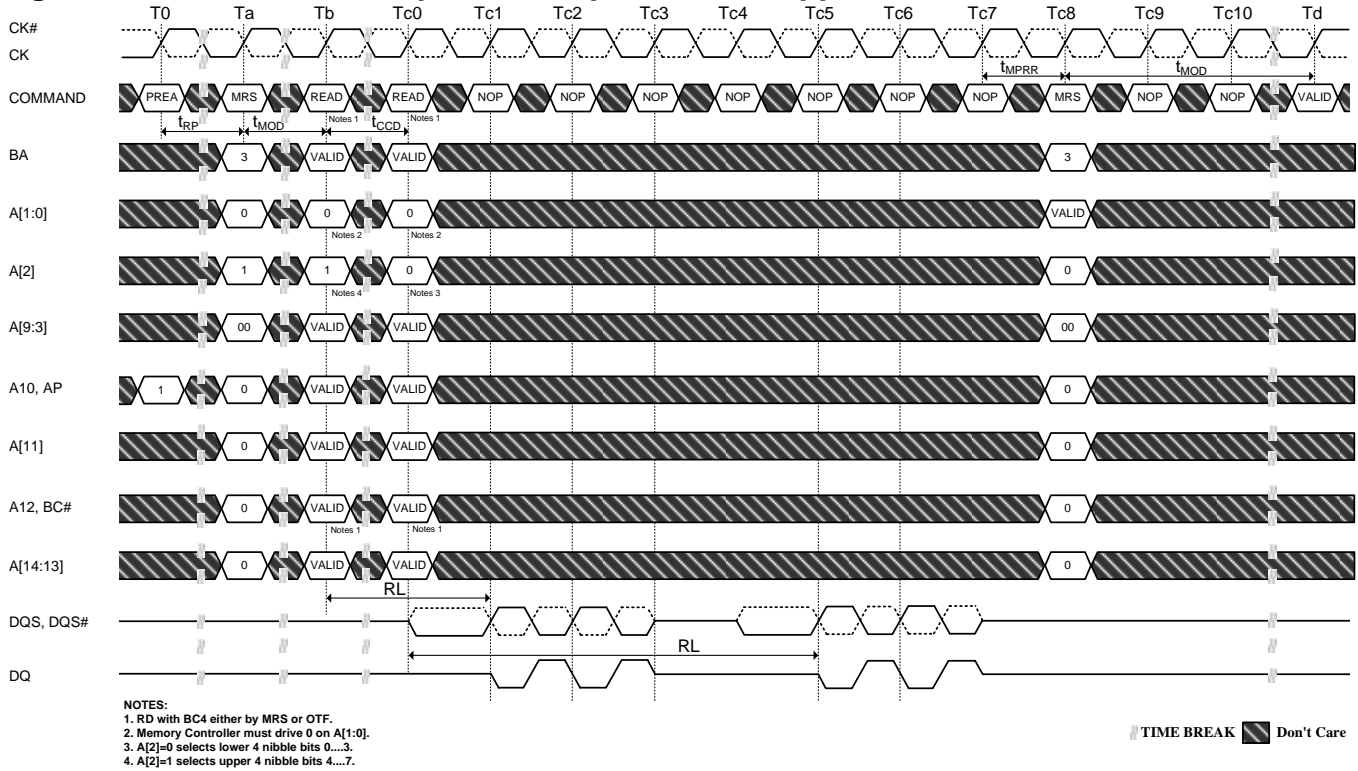 T0 Ta Tb Tc0 Tc1 Tc2 Tc3 Tc4 Tc5 Tc6 Tc7 Tc8 Tc9 Tc10 Td
CK#
CK
tMPRR tMOD
COMMAND PREA MRS READ READ NOP NOP NOP NOP NOP NOP NOP MRS NOP NOP VALID
Notes 1 Notes 1
tRP tMOD tCCD
BA 3 VALID VALID 3
A[1:0] 0 0 0 VALID
Notes 2 Notes 2
A[2] 1 1 0 0
Notes 4 Notes 3
A[9:3] 00 VALID VALID 00
A10, AP 1 0 VALID VALID 0
A[11] 0 VALID VALID 0
A12, BC# 0 VALID VALID 0
Notes 1 Notes 1
A[14:13] 0 VALID VALID 0
RL
DQS, DQS#
RL
DQ
NOTES:
1. RD with BC4 either by MRS or OTF.
2. Memory Controller must drive 0 on A[1:0].
3. A[2]=0 selects lower 4 nibble bits 0....3.
4. A[2]=1 selects upper 4 nibble bits 4....7.
TIME BREAK Don't Care